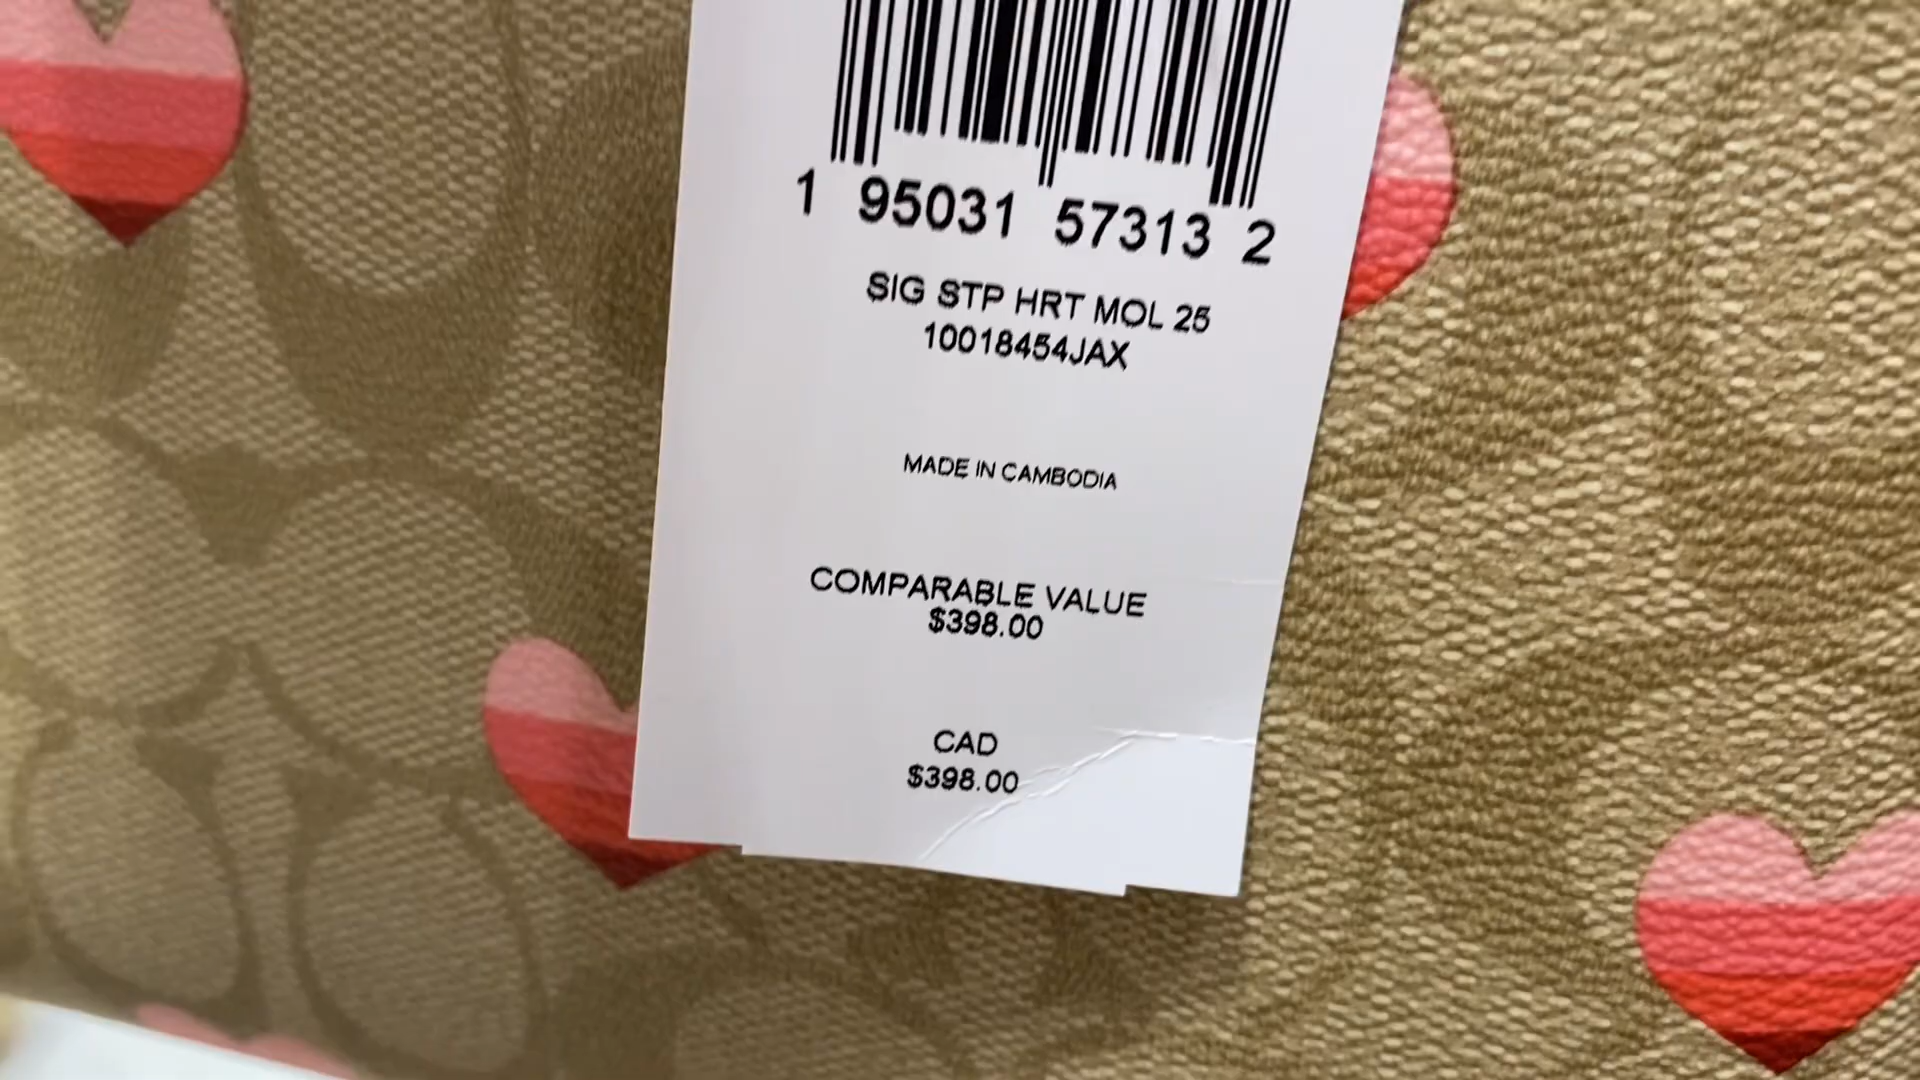 1 95031 57313 2
SIG STP HRT MOL 25
10018454JAX
MADE IN CAMBODIA
COMPARABLE VALUE
$398.00
CAD
$398.00